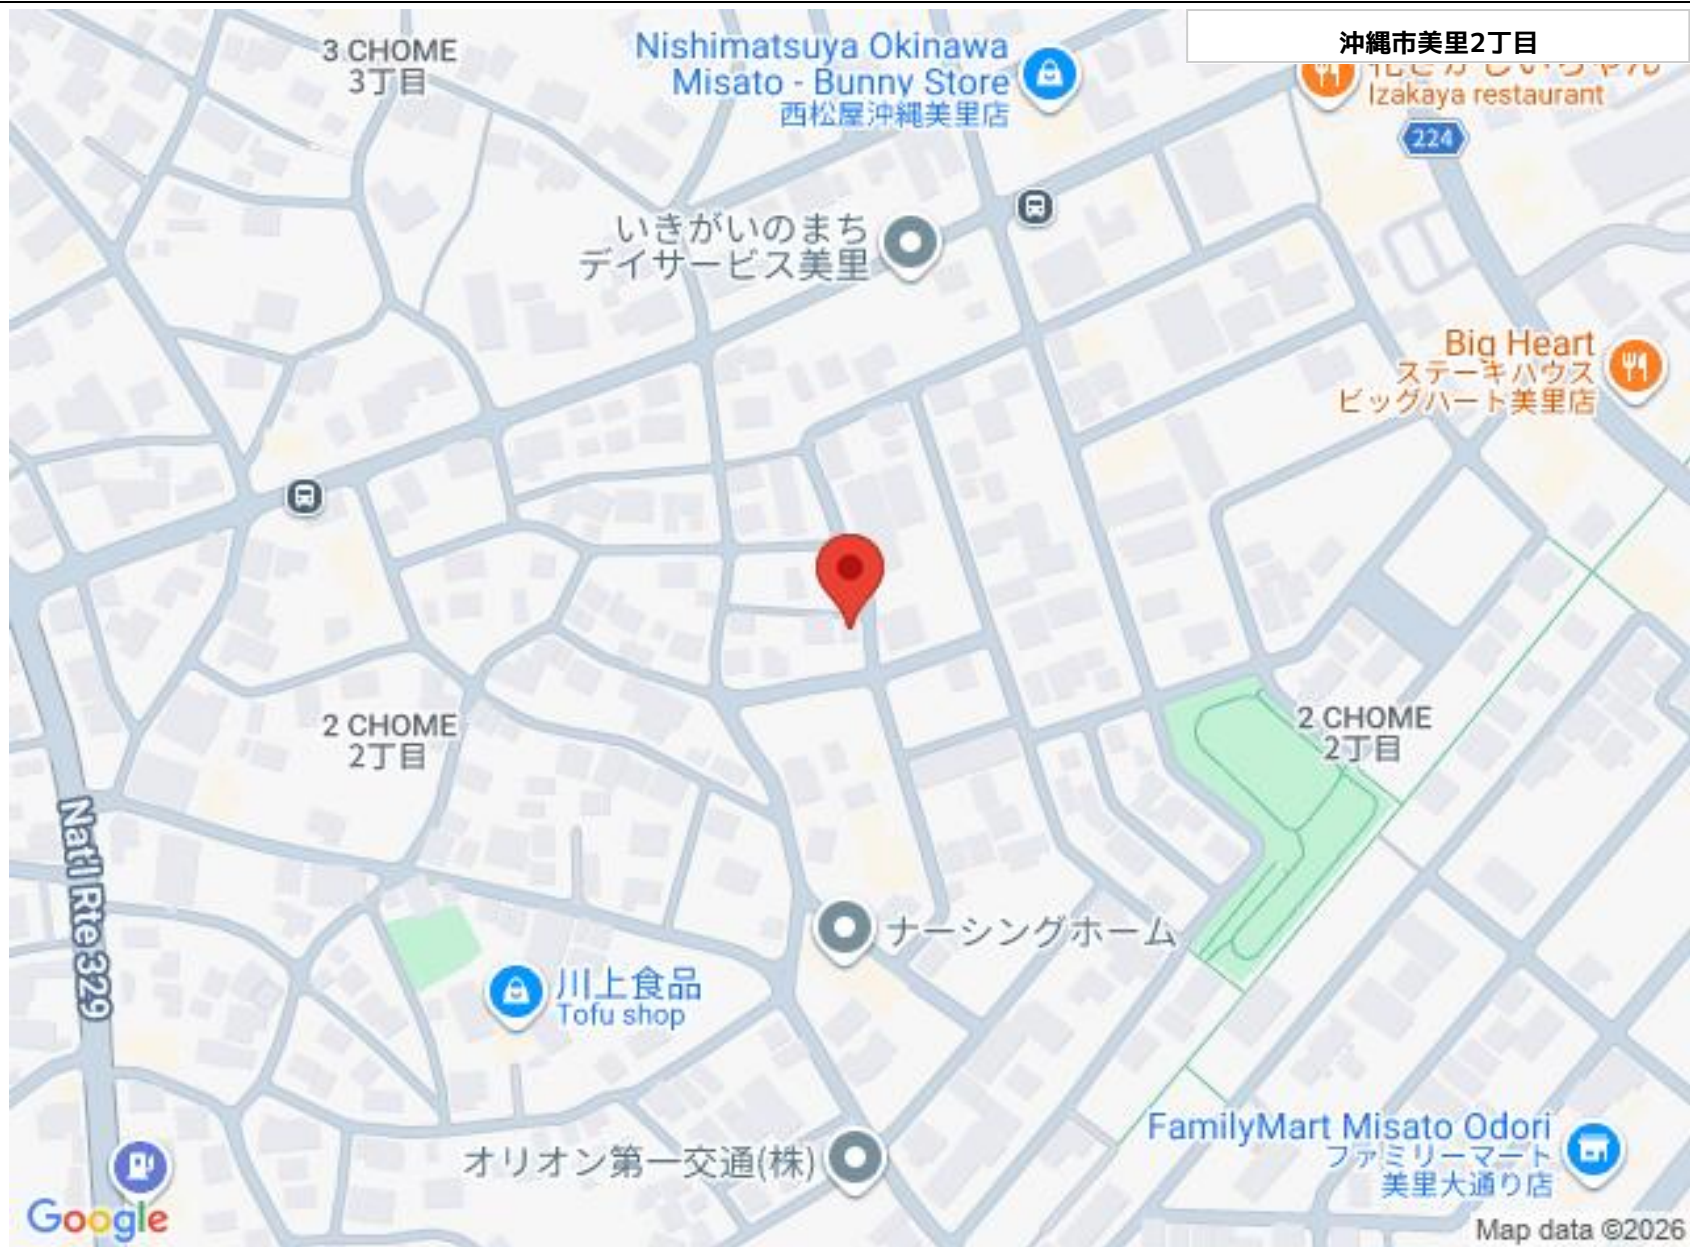 沖縄市美里2丁目
3 CHOME
3丁目
Nishimatsuya Okinawa
Misato - Bunny Store
西松屋沖縄美里店
Izakaya restaurant
224
いきがいのまち
デイサービス美里
Big Heart
ステーキハウス
ビッグハート美里店
2 CHOME
2丁目
2 CHOME
2丁目
Nat'l Rte 329
ナーシングホーム
川上食品
Tofu shop
オリオン第一交通(株)
FamilyMart Misato Odori
ファミリーマート
美里大通り店
Google
Map data ©2026